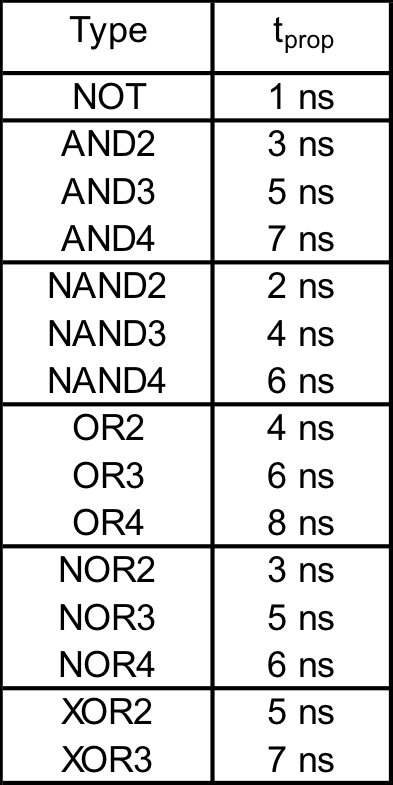 Type tprop
NOT 1 ns
AND2 3 ns
AND3 5 ns
AND4 7 ns
NAND2 2 ns
NAND3 4 ns
NAND4 6 ns
OR2 4 ns
OR3 6 ns
OR4 8 ns
NOR2 3 ns
NOR3 5 ns
NOR4 6 ns
XOR2 5 ns
XOR3 7 ns